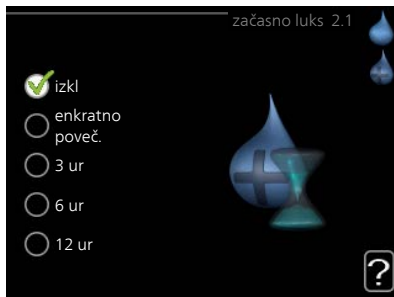 začasno luks 2.1
izkl
enkratno
poveč.
3 ur
6 ur
12 ur
?